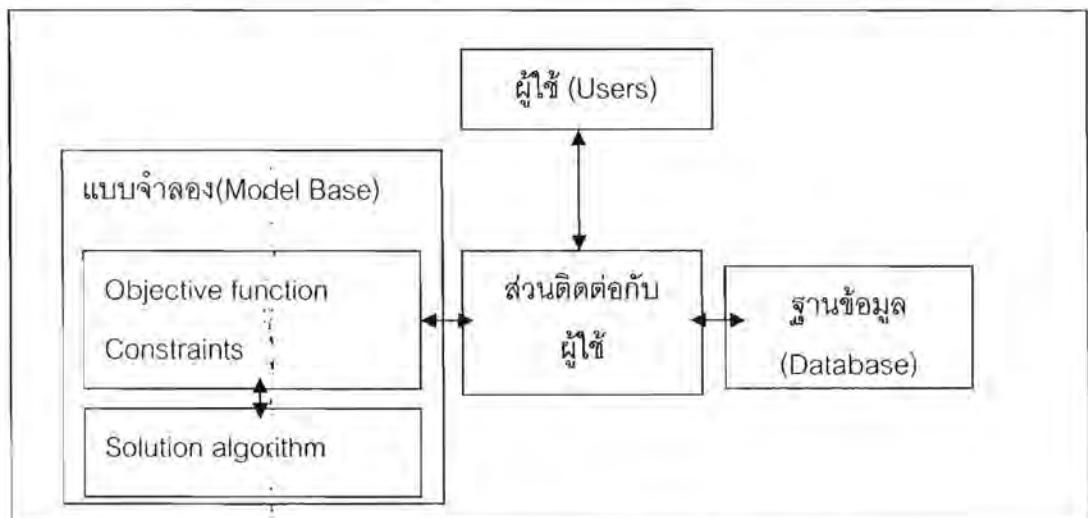 ผู้ใช้ (Users)
แบบจำลอง(Model Base)
Objective function
Constraints
Solution algorithm
ส่วนติดต่อกับ
ผู้ใช้
ฐานข้อมูล
(Database)